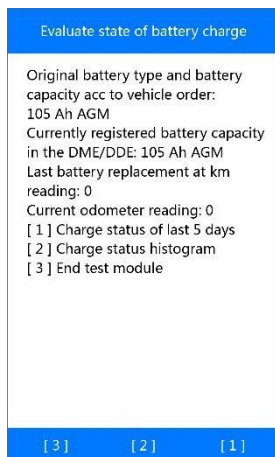 Evaluate state of battery charge
Original battery type and battery
capacity acc to vehicle order:
105 Ah AGM
Currently registered battery capacity
in the DME/DDE: 105 Ah AGM
Last battery replacement at km
reading: 0
Current odometer reading: 0
[ 1 ] Charge status of last 5 days
[ 2 ] Charge status histogram
[ 3 ] End test module
[ 3 ] [ 2 ] [ 1 ]